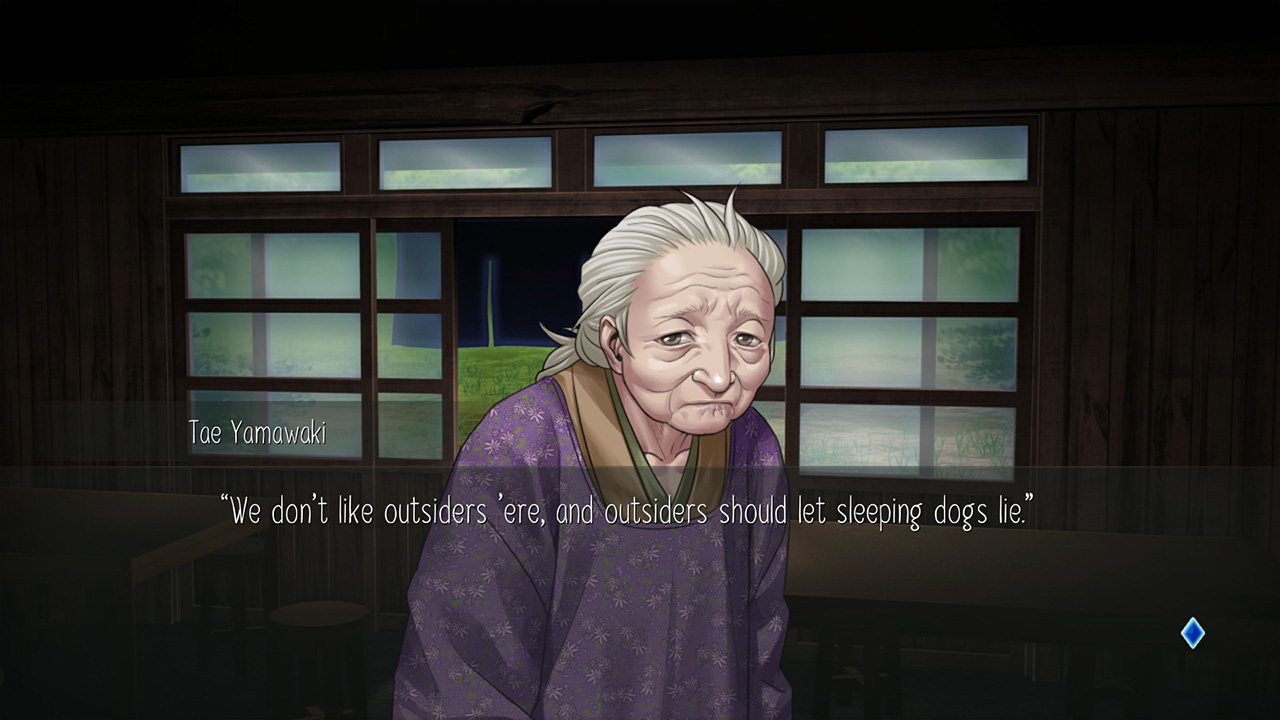 Tae Yamawaki
“We don’t like outsiders ’ere, and outsiders should let sleeping dogs lie.”